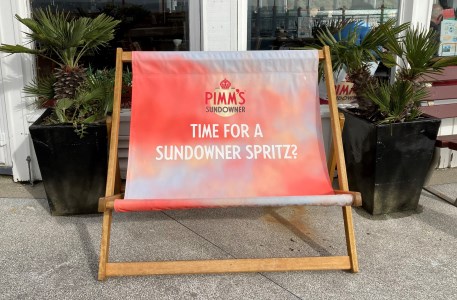 PIMM'S
SUNDOWNER
TIME FOR A
SUNDOWNER SPRITZ?